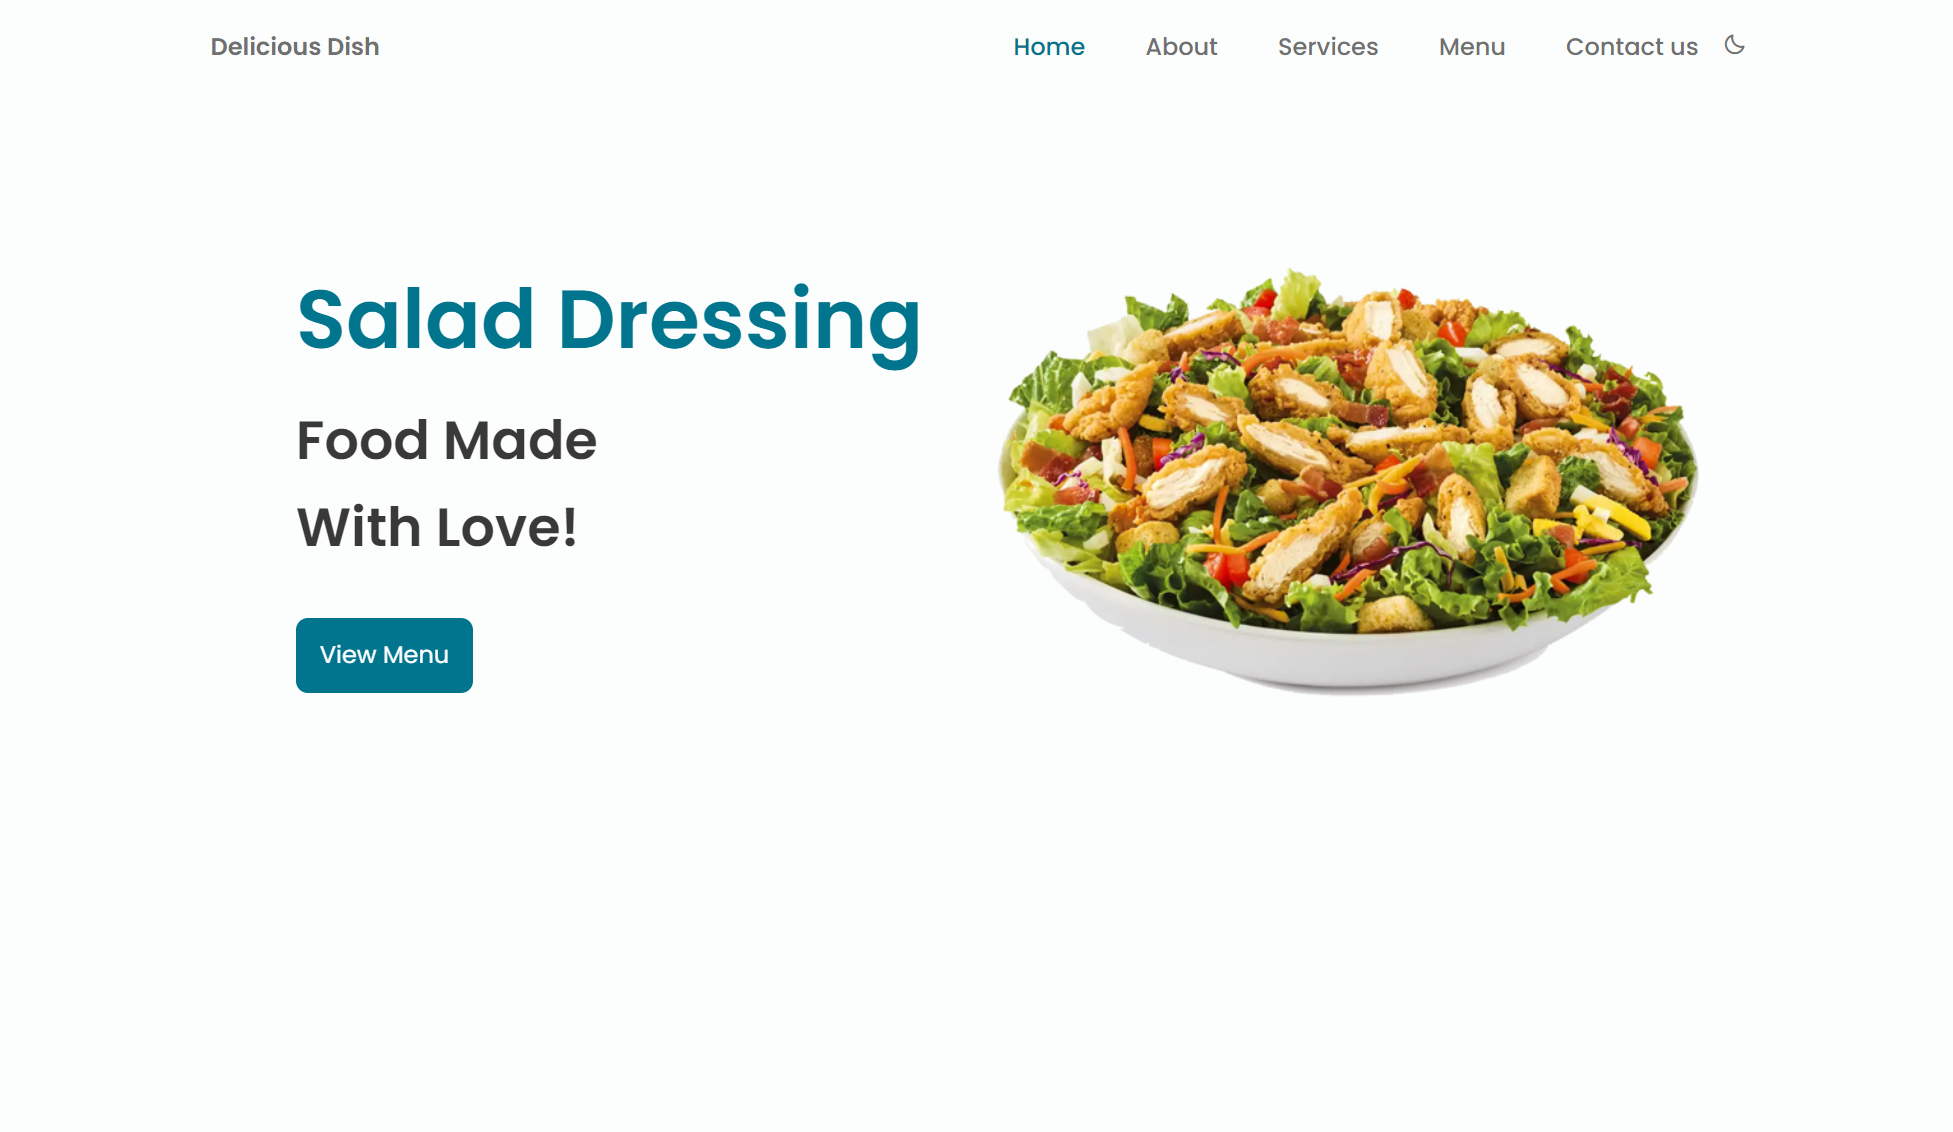 Delicious Dish
Home About Services Menu Contact us
Salad Dressing
Food Made
With Love!
View Menu